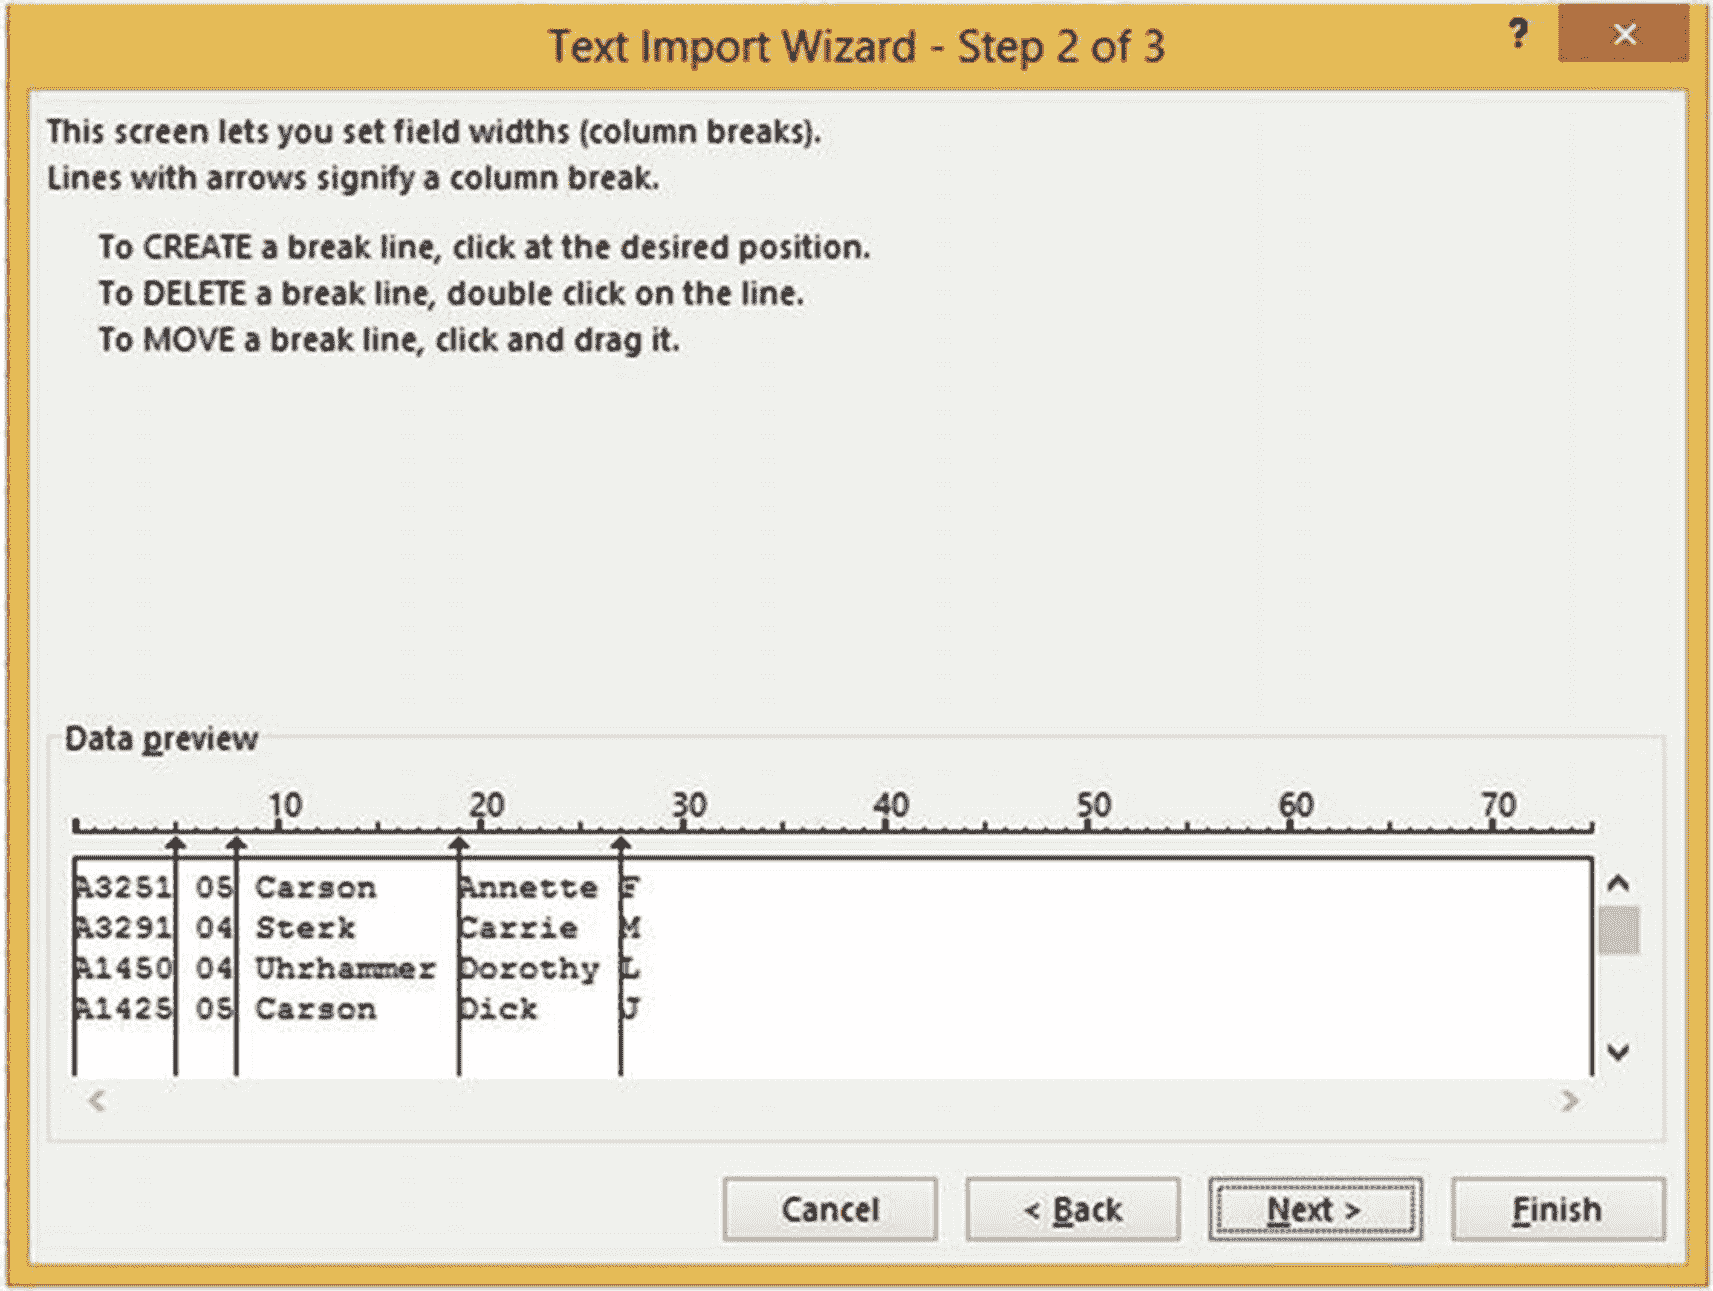 Text Import Wizard - Step 2 of 3 ? ×
This screen lets you set field widths (column breaks).
Lines with arrows signify a column break.
To CREATE a break line, click at the desired position.
To DELETE a break line, double click on the line.
To MOVE a break line, click and drag it.
Data preview
10 20 30 40 50 60 70
A3251 05 Carson Annette F
A3291 04 Sterk Carrie M
A1450 04 Uhrhammer Dorothy L
A1425 05 Carson Dick J
Cancel < Back Next > Finish